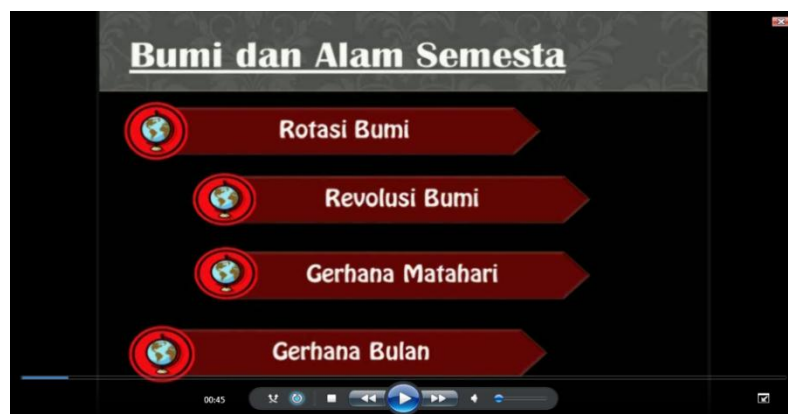 Bumi dan Alam Semesta
Rotasi Bumi
Revolusi Bumi
Gerhana Matahari
Gerhana Bulan
00:45